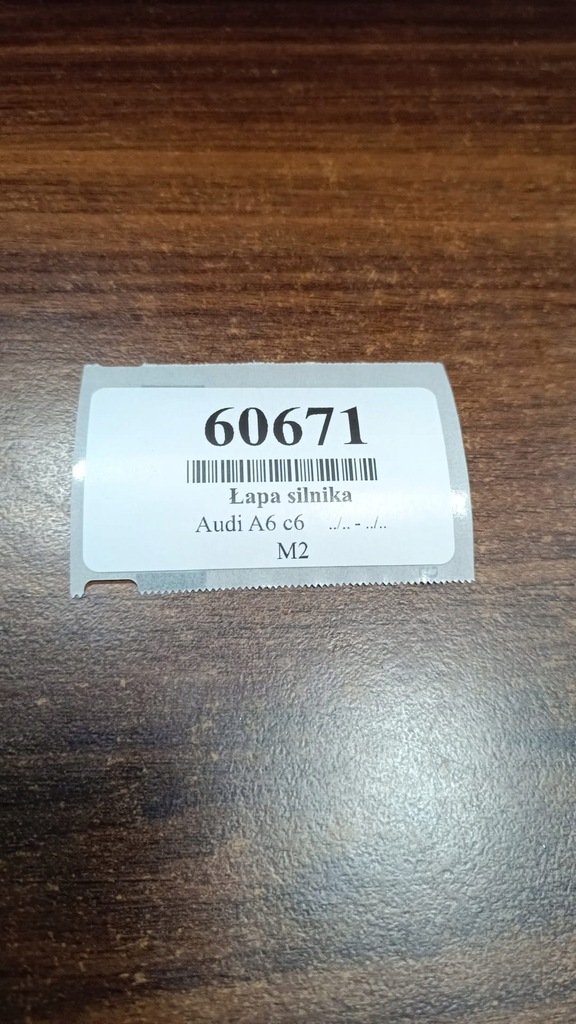 60671
Łapa silnika
Audi A6 c6 ../.. - ../..
M2